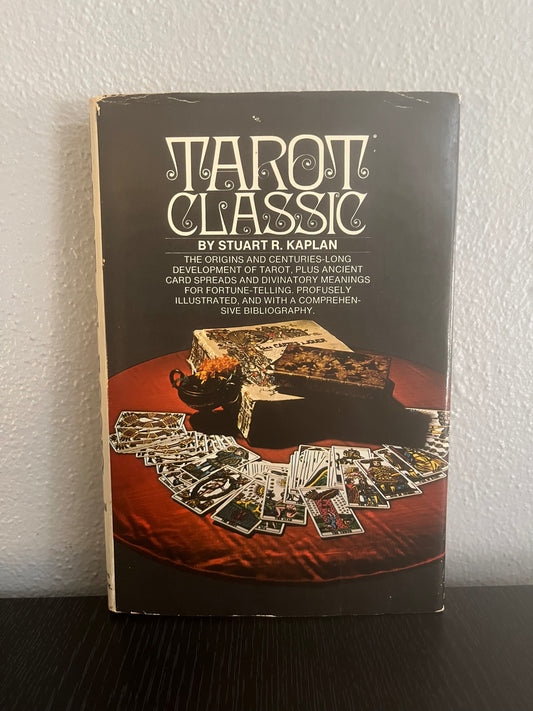 TAROT
CLASSIC
BY STUART R. KAPLAN
THE ORIGINS AND CENTURIES-LONG
DEVELOPMENT OF TAROT, PLUS ANCIENT
CARD SPREADS AND DIVINATORY MEANINGS
FOR FORTUNE-TELLING. PROFUSELY
ILLUSTRATED, AND WITH A COMPREHEN-
SIVE BIBLIOGRAPHY.